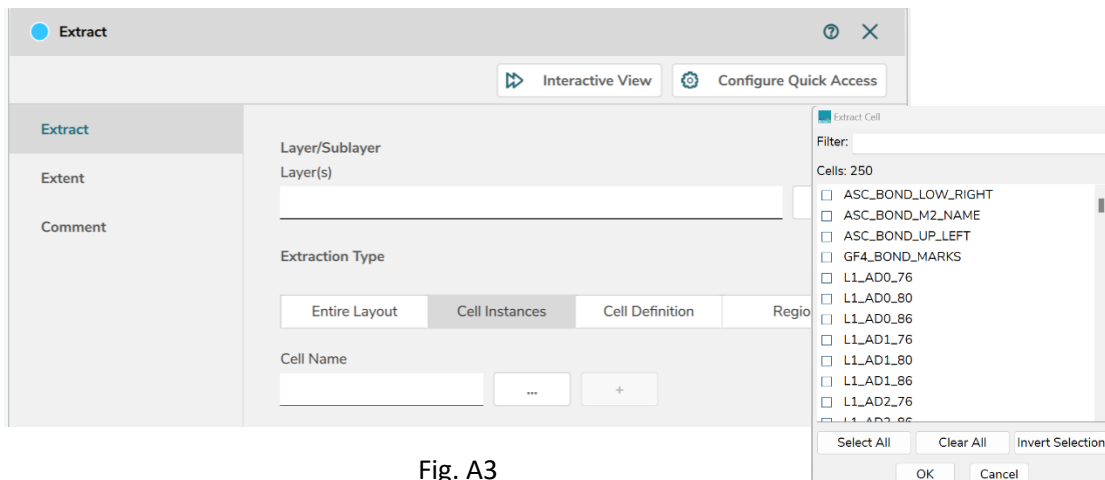 Extract
Interactive View
Configure Quick Access
Extract
Extent
Comment
Layer/Sublayer
Layer(s)
Extraction Type
Entire Layout
Cell Instances
Cell Definition
Regio
Cell Name
...
+
Extract Cell
Filter:
Cells: 250
ASC_BOND_LOW_RIGHT
ASC_BOND_M2_NAME
ASC_BOND_UP_LEFT
GF4_BOND_MARKS
L1_AD0_76
L1_AD0_80
L1_AD0_86
L1_AD1_76
L1_AD1_80
L1_AD1_86
L1_AD2_76
Select All Clear All Invert Selection
OK Cancel
Fig. A3